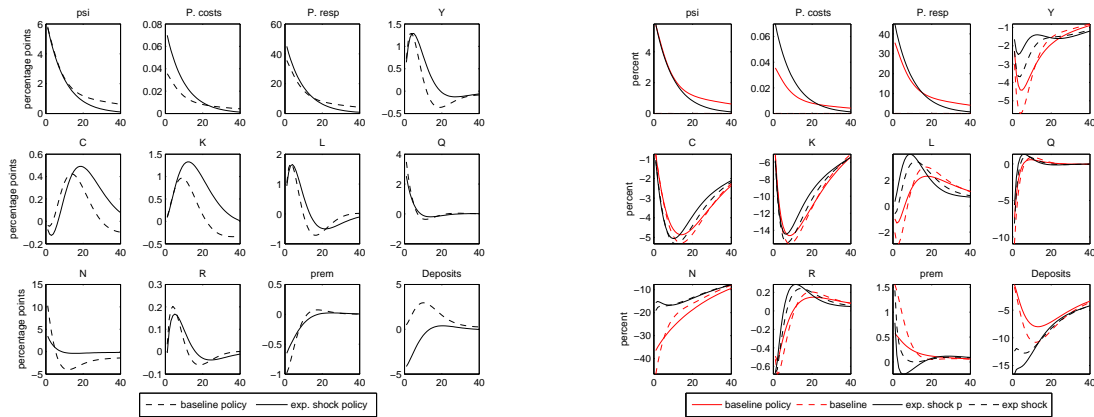 psi
P. costs
P. resp
Y
percentage points
6
4
2
0
0 20 40
0.08
0.06
0.04
0.02
0
0 20 40
60
40
20
0
0 20 40
1.5
1
0.5
0
−0.5
0 20 40
C
K
L
Q
percentage points
0.6
0.4
0.2
0
−0.2
0 20 40
1.5
1.0
0.5
0
−0.5
0 20 40
2
1
0
−1
0 20 40
4
2
0
−2
0 20 40
N
R
prem
Deposits
percentage points
15
10
5
0
−5
0 20 40
0.3
0.2
0.1
0
−0.1
0 20 40
0.5
0
−0.5
−1
0 20 40
5
0
−5
0 20 40
baseline policy exp. shock policy
psi
P. costs
P. resp
Y
percent
6
4
2
0
0 20 40
0.06
0.04
0.02
0
0 20 40
40
30
20
10
0
0 20 40
−1
−2
−3
−4
−5
0 20 40
C
K
L
Q
percent
−1
−2
−3
−4
−5
0 20 40
−6
−8
−10
−12
−14
0 20 40
2
0
−2
0 20 40
0
−5
−10
0 20 40
N
R
prem
Deposits
percent
−10
−20
−30
−40
0 20 40
0.2
0
−0.2
−0.4
−0.6
0 20 40
1.5
1
0.5
0
0 20 40
−5
−10
−15
0 20 40
baseline policy baseline exp. shock p exp shock